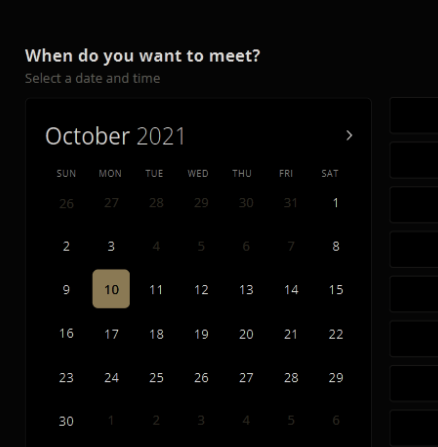 When do you want to meet?
Select a date and time
October 2021
SUN MON TUE WED THU FRI SAT
26 27 28 29 30 31 1
2 3 4 5 6 7 8
9 10 11 12 13 14 15
16 17 18 19 20 21 22
23 24 25 26 27 28 29
30 1 2 3 4 5 6